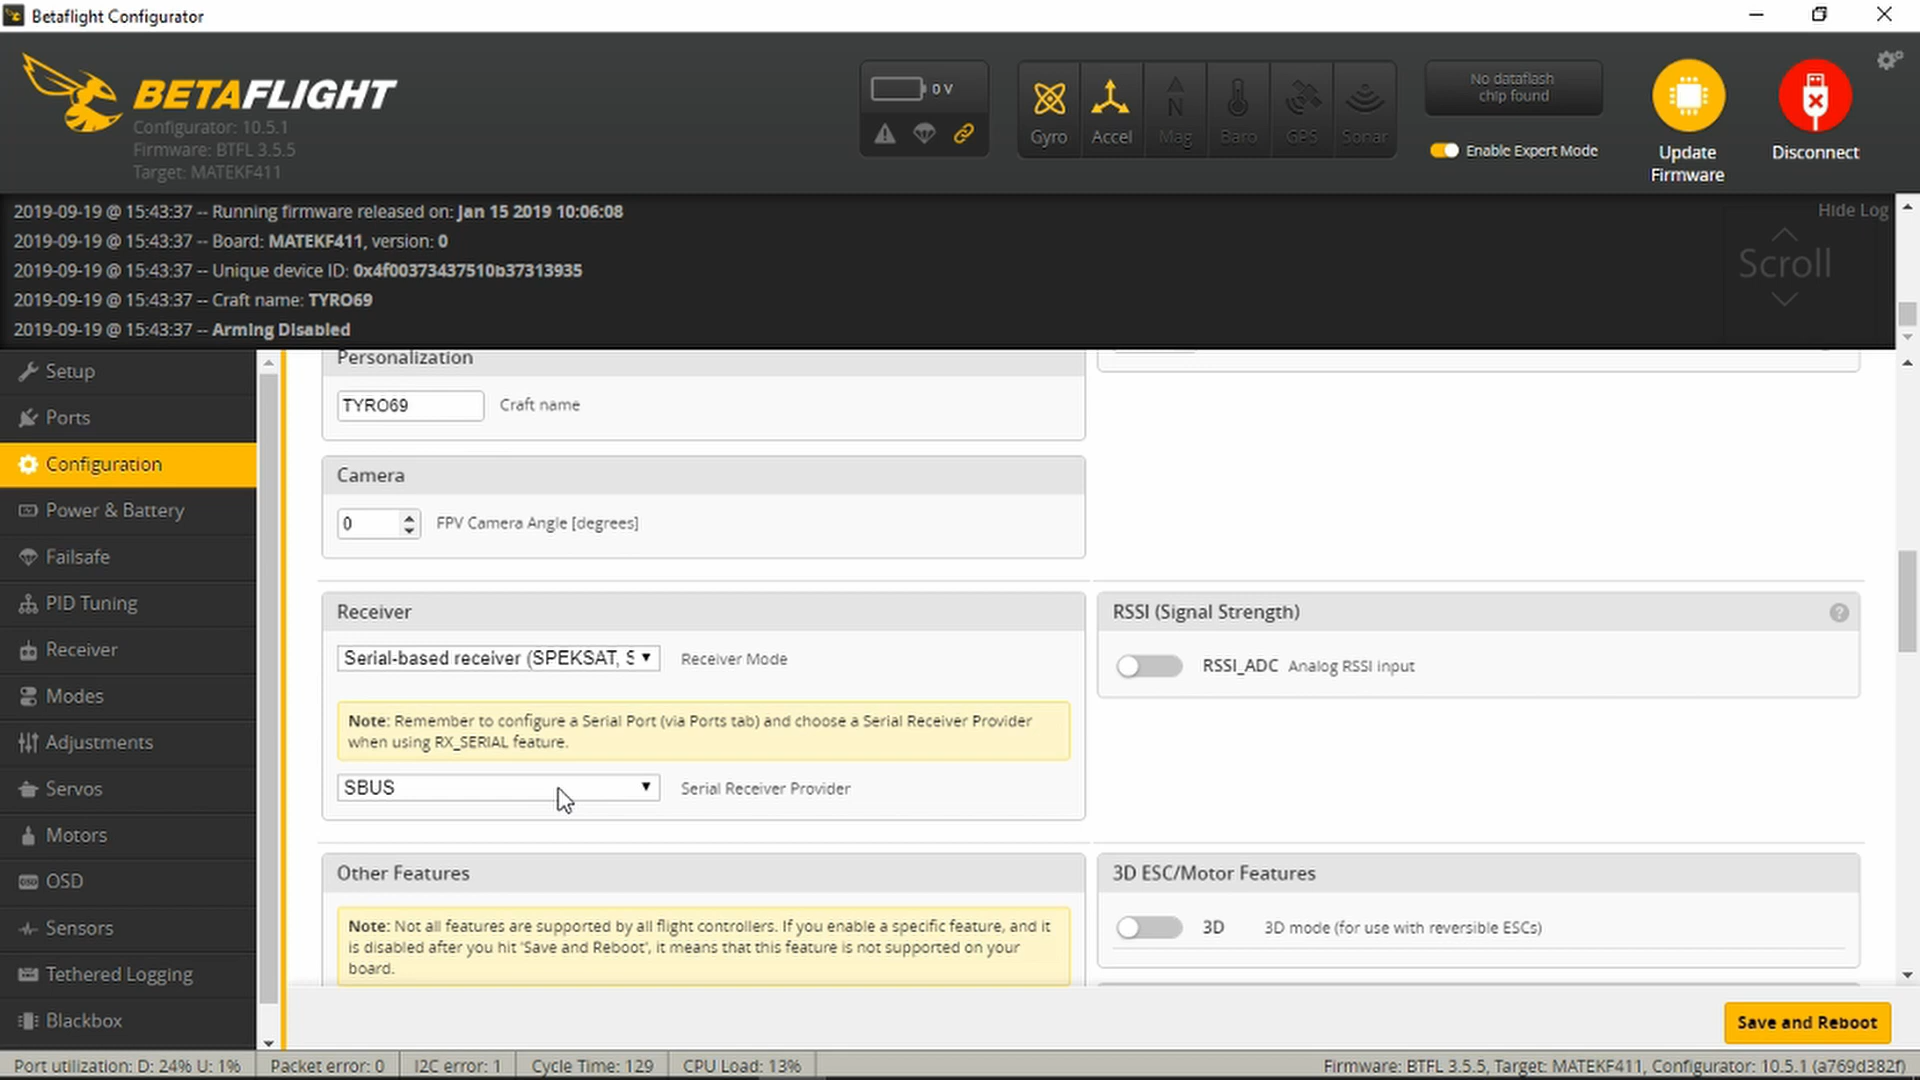 Betaflight Configurator
BETAFLIGHT
Configurator: 10.5.1
Firmware: BTFL 3.5.5
Target: MATEKF411
0 V
Gyro
Accel
Mag
Baro
GPS
Sonar
No dataflash
chip found
Enable Expert Mode
Update
Firmware
Disconnect
2019-09-19 @ 15:43:37 -- Running firmware released on: Jan 15 2019 10:06:08
2019-09-19 @ 15:43:37 -- Board: MATEKF411, version: 0
2019-09-19 @ 15:43:37 -- Unique device ID: 0x4f00373437510b37313935
2019-09-19 @ 15:43:37 -- Craft name: TYRO69
2019-09-19 @ 15:43:37 -- Arming Disabled
Hide Log
Scroll
Setup
Ports
Configuration
Power & Battery
Failsafe
PID Tuning
Receiver
Modes
Adjustments
Servos
Motors
OSD
Sensors
Tethered Logging
Blackbox
Personalization
TYRO69 Craft name
Camera
0 FPV Camera Angle [degrees]
Receiver
Serial-based receiver (SPEKSAT, S Receiver Mode
Note: Remember to configure a Serial Port (via Ports tab) and choose a Serial Receiver Provider
when using RX_SERIAL feature.
SBUS Serial Receiver Provider
RSSI (Signal Strength)
?
RSSI_ADC Analog RSSI input
Other Features
Note: Not all features are supported by all flight controllers. If you enable a specific feature, and it
is disabled after you hit 'Save and Reboot', it means that this feature is not supported on your
board.
3D ESC/Motor Features
3D 3D mode (for use with reversible ESCs)
Save and Reboot
Port utilization: D: 24% U: 1%
Packet error: 0
I2C error: 1
Cycle Time: 129
CPU Load: 13%
Firmware: BTFL 3.5.5, Target: MATEKF411, Configurator: 10.5.1 (a769d382f)